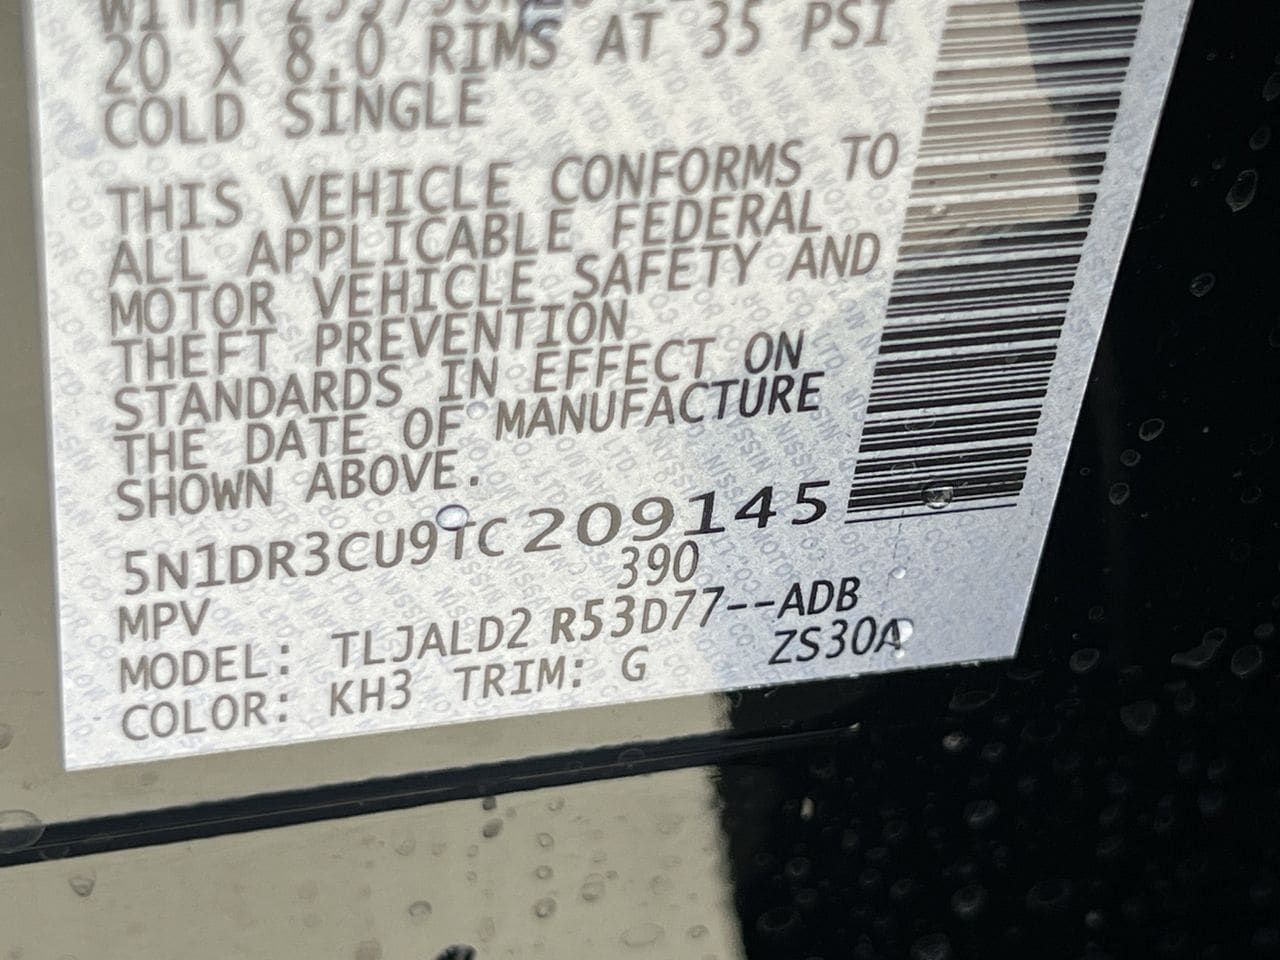 20 X 8.0 RIMS AT 35 PSI
COLD SINGLE
THIS VEHICLE CONFORMS TO
ALL APPLICABLE FEDERAL
MOTOR VEHICLE SAFETY AND
THEFT PREVENTION
STANDARDS IN EFFECT ON
THE DATE OF MANUFACTURE
SHOWN ABOVE.
5N1DR3CU9TC209145
390
MPV
MODEL: TLJALD2 R53D77--ADB
COLOR: KH3 TRIM: G ZS30A